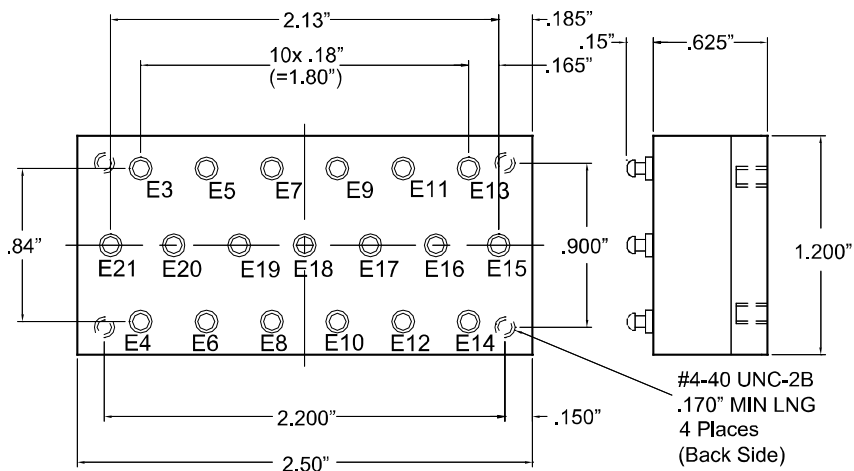 2.13”
.185”
.15”
.625”
10x .18”
(=1.80”)
.165”
E3 E5 E7 E9 E11 E13
.84”
.900”
1.200”
E21 E20 E19 E18 E17 E16 E15
E4 E6 E8 E10 E12 E14
#4-40 UNC-2B
.170” MIN LNG
4 Places
(Back Side)
2.200”
.150”
2.50”